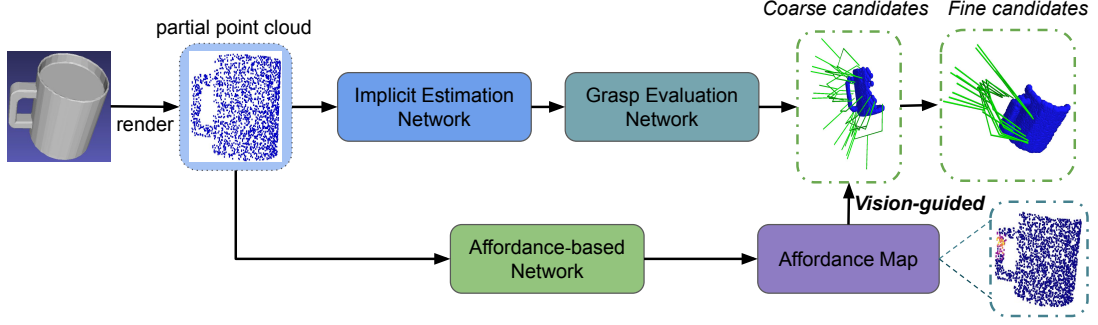 Coarse candidates
Fine candidates
partial point cloud
render
Implicit Estimation
Network
Grasp Evaluation
Network
Vision-guided
Affordance-based
Network
Affordance Map